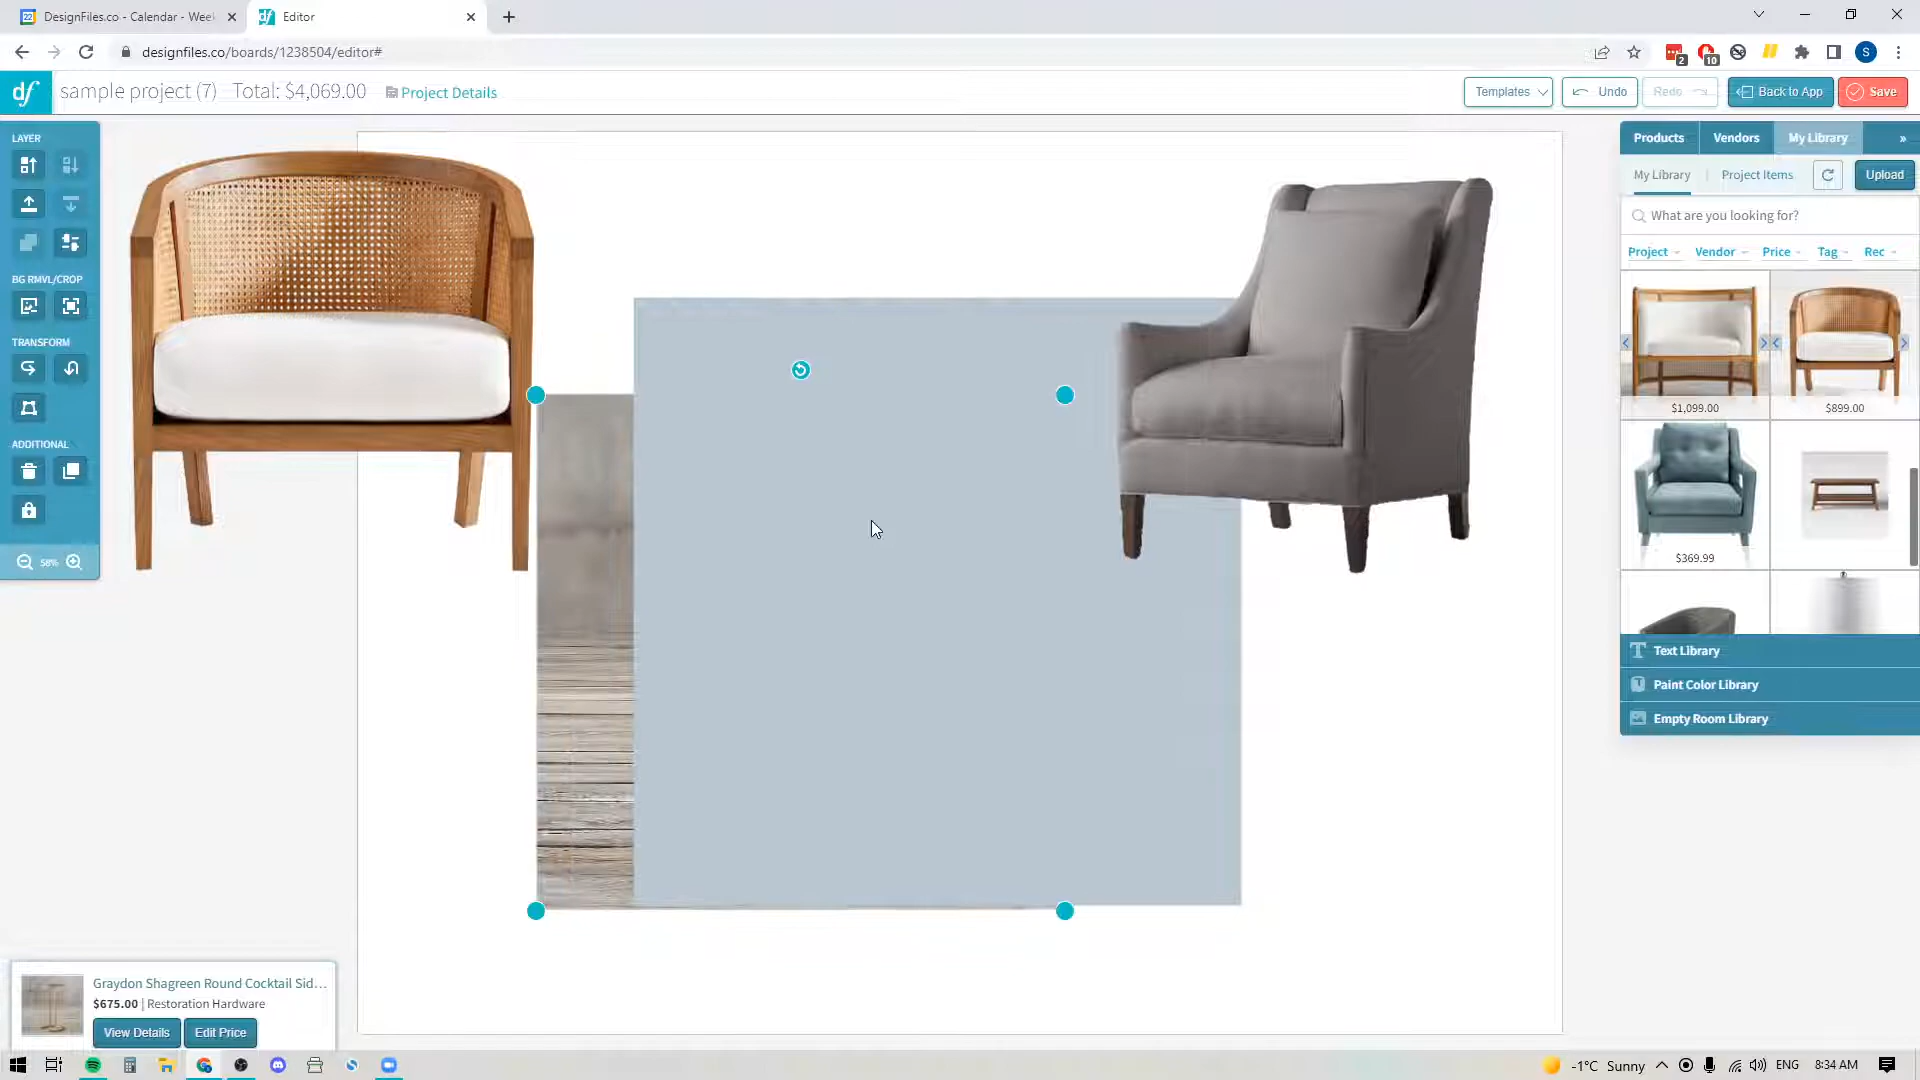 DesignFiles.co - Calendar - Wee
Editor
designfiles.co/boards/1238504/editor#
2
10
S
df
sample project (7)
Total: $4,069.00
Project Details
Templates
Undo
Redo
Back to App
Save
LAYER
BG RMVL/CROP
TRANSFORM
ADDITIONAL
58%
Products
Vendors
My Library
»
My Library
Project Items
Upload
What are you looking for?
Project
Vendor
Price
Tag
Rec
$1,099.00
$899.00
$369.99
Text Library
Paint Color Library
Empty Room Library
Graydon Shagreen Round Cocktail Sid...
$675.00 | Restoration Hardware
View Details
Edit Price
-1°C Sunny
ENG
8:34 AM